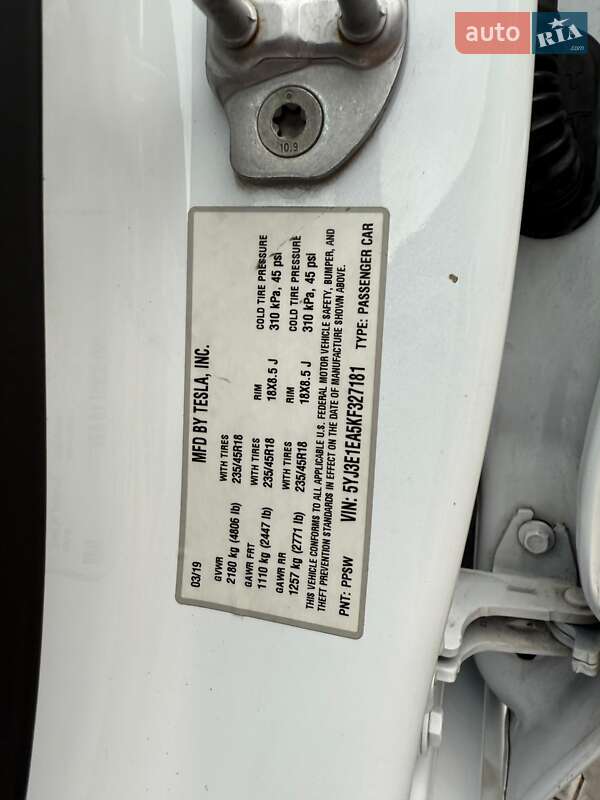 auto RIA.com
10.9
MFD BY TESLA, INC.
03/19
GVWR WITH TIRES RIM COLD TIRE PRESSURE
2180 kg (4806 lb) 235/45R18
GAWR FRT WITH TIRES RIM COLD TIRE PRESSURE
1110 kg (2447 lb) 235/45R18 18X8.5 J 310 kPa, 45 psi
GAWR RR WITH TIRES
1257 kg (2771 lb) 235/45R18 18X8.5 J 310 kPa, 45 psi
THIS VEHICLE CONFORMS TO ALL APPLICABLE U.S. FEDERAL MOTOR VEHICLE SAFETY, BUMPER, AND
THEFT PREVENTION STANDARDS IN EFFECT ON THE DATE OF MANUFACTURE SHOWN ABOVE.
PNT: PPSW VIN: 5YJ3E1EA5KF327181 TYPE: PASSENGER CAR